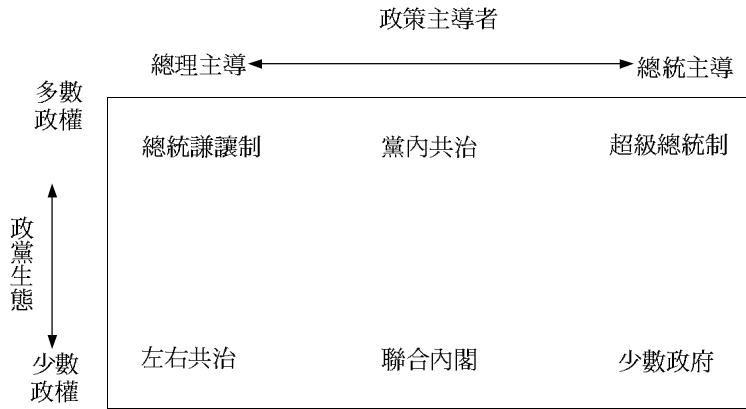 政策主導者
總理主導
總統主導
多數
政權
總統謙讓制
黨內共治
超級總統制
政黨生態
左右共治
聯合內閣
少數政府
少數
政權